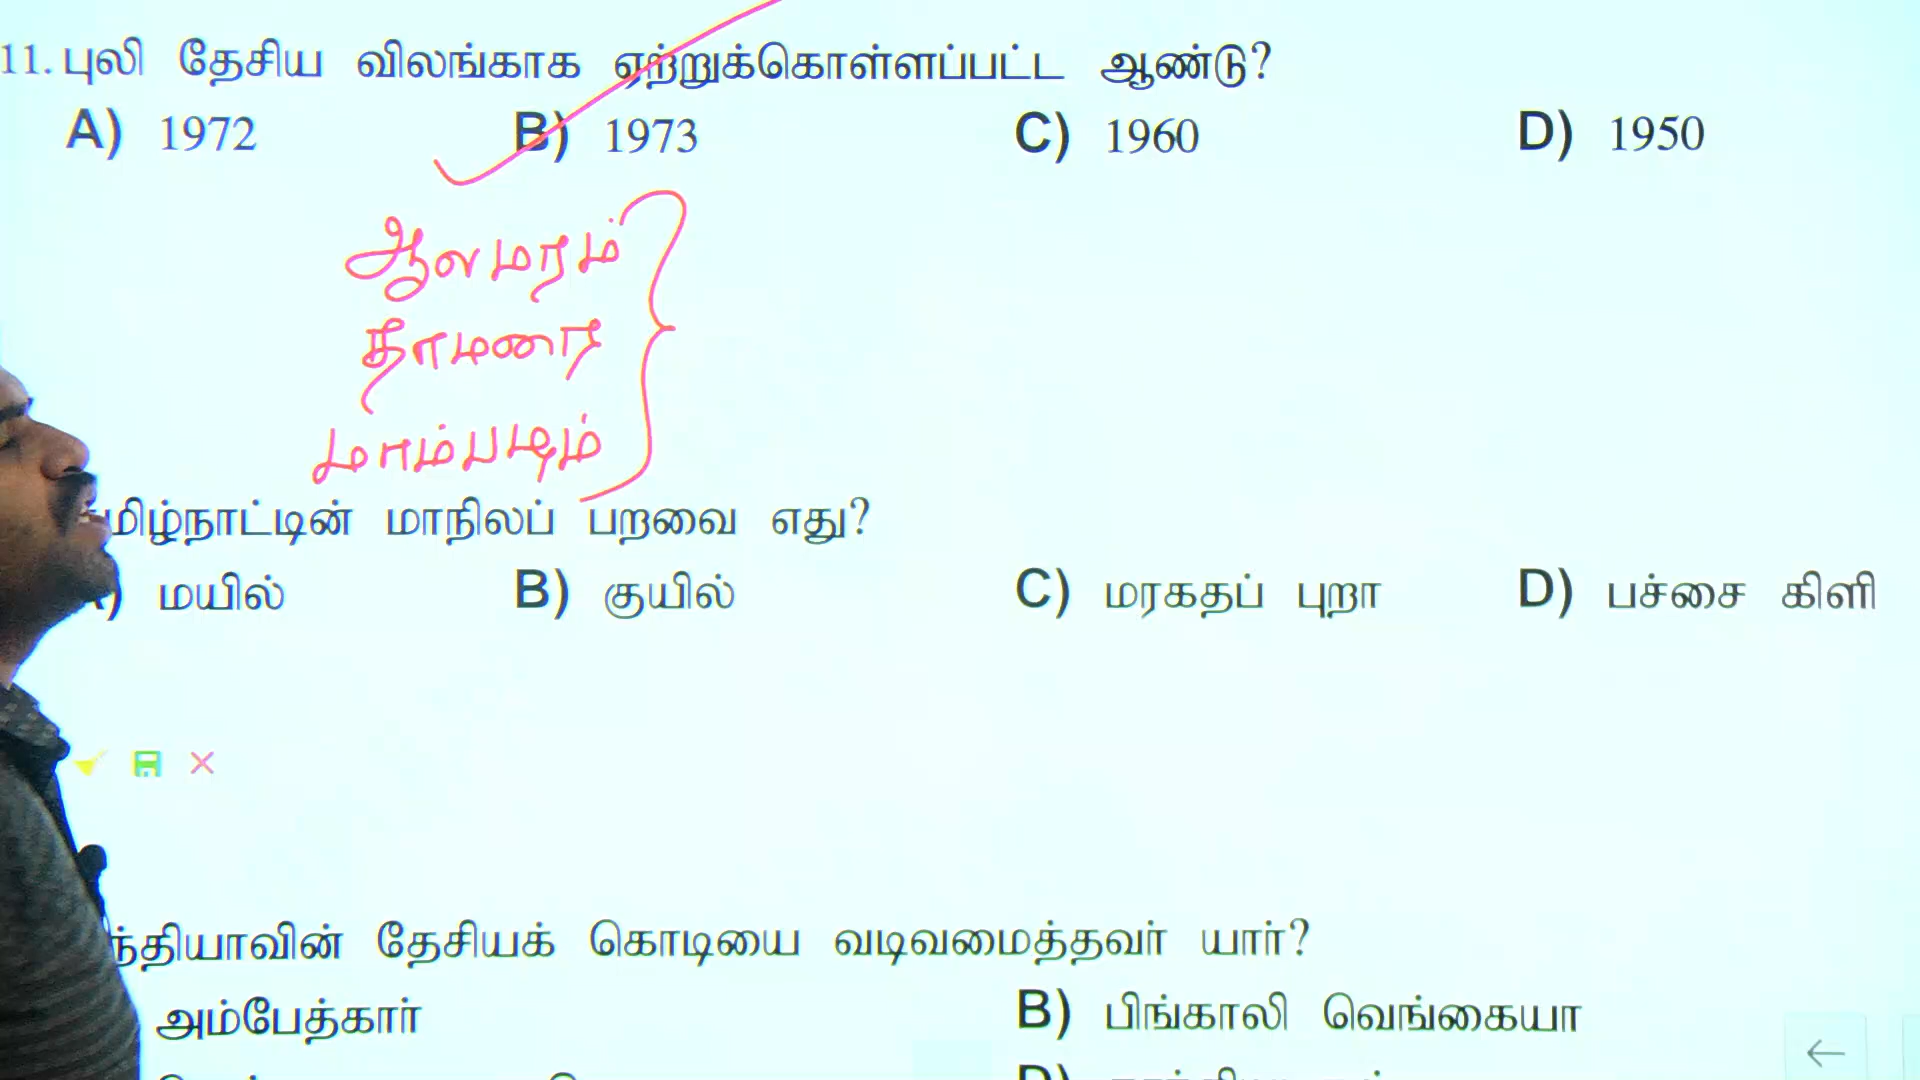 11. புலி தேசிய விலங்காக ஏற்றுக்கொள்ளப்பட்ட ஆண்டு?
A) 1972 B) 1973 C) 1960 D) 1950
ஆலமரம்
தாமரை
மாம்பழம்
மிழ்நாட்டின் மாநிலப் பறவை எது?
) மயில் B) குயில் C) மரகதப் புறா D) பச்சை கிளி
ந்தியாவின் தேசியக் கொடியை வடிவமைத்தவர் யார்?
அம்பேத்கார் B) பிங்காலி வெங்கையா
D)